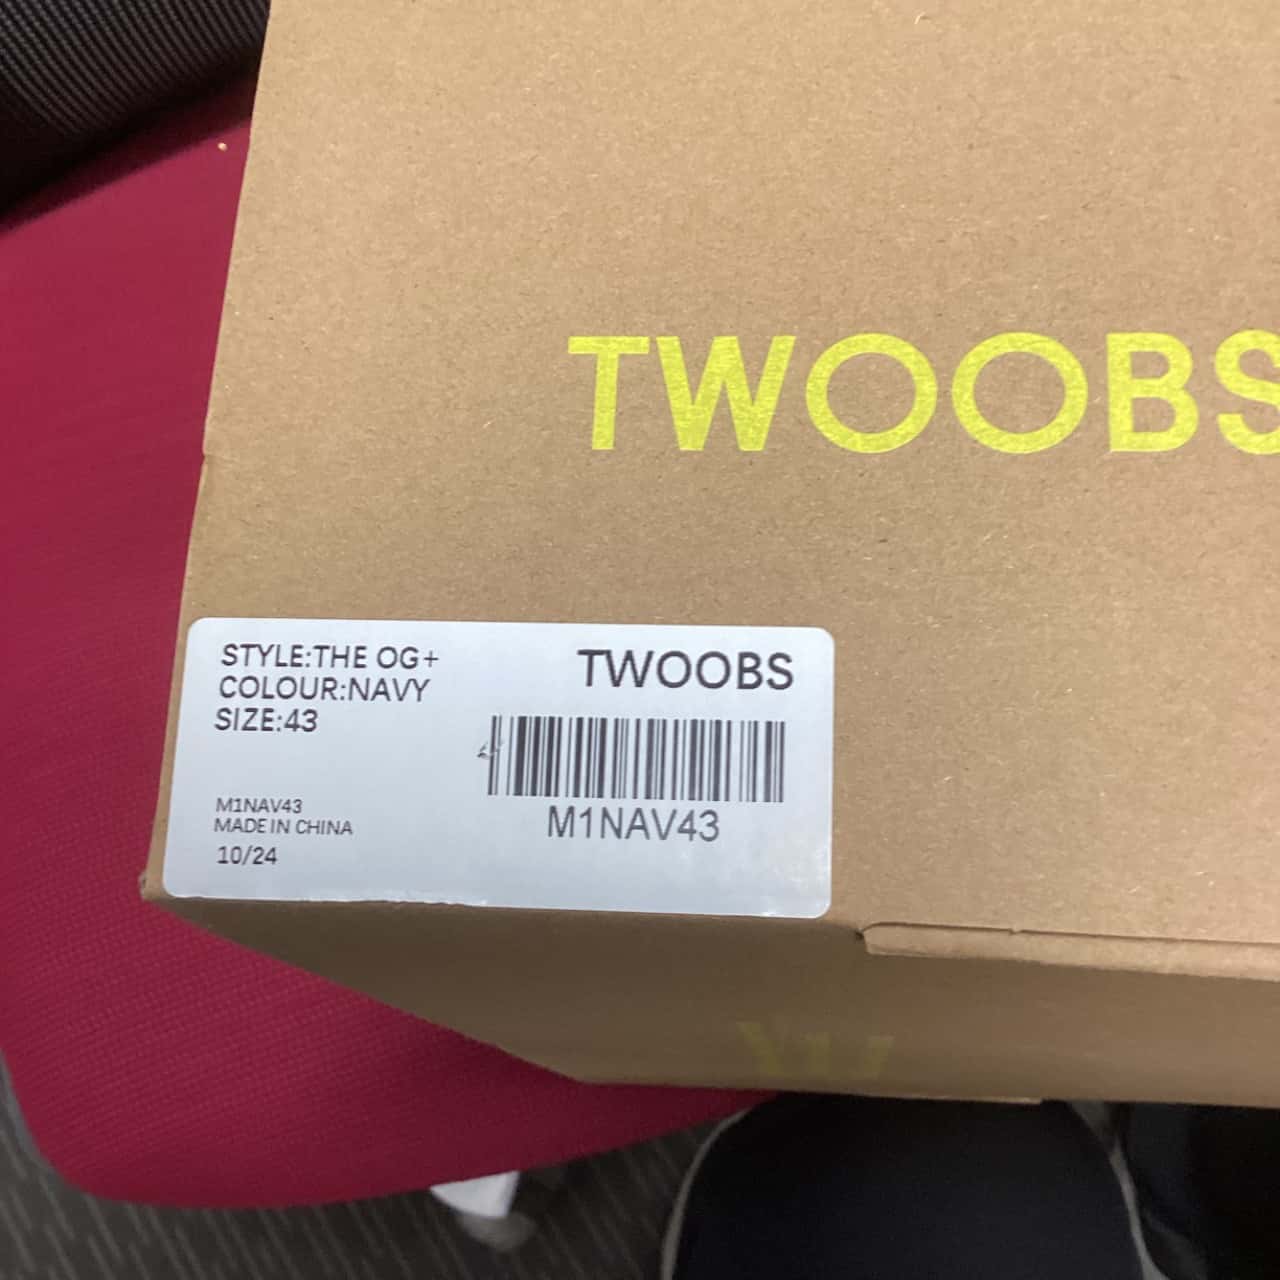 TWOOBS
STYLE:THE OG+
COLOUR:NAVY
SIZE:43
M1NAV43
MADE IN CHINA
10/24
TWOOBS
M1NAV43